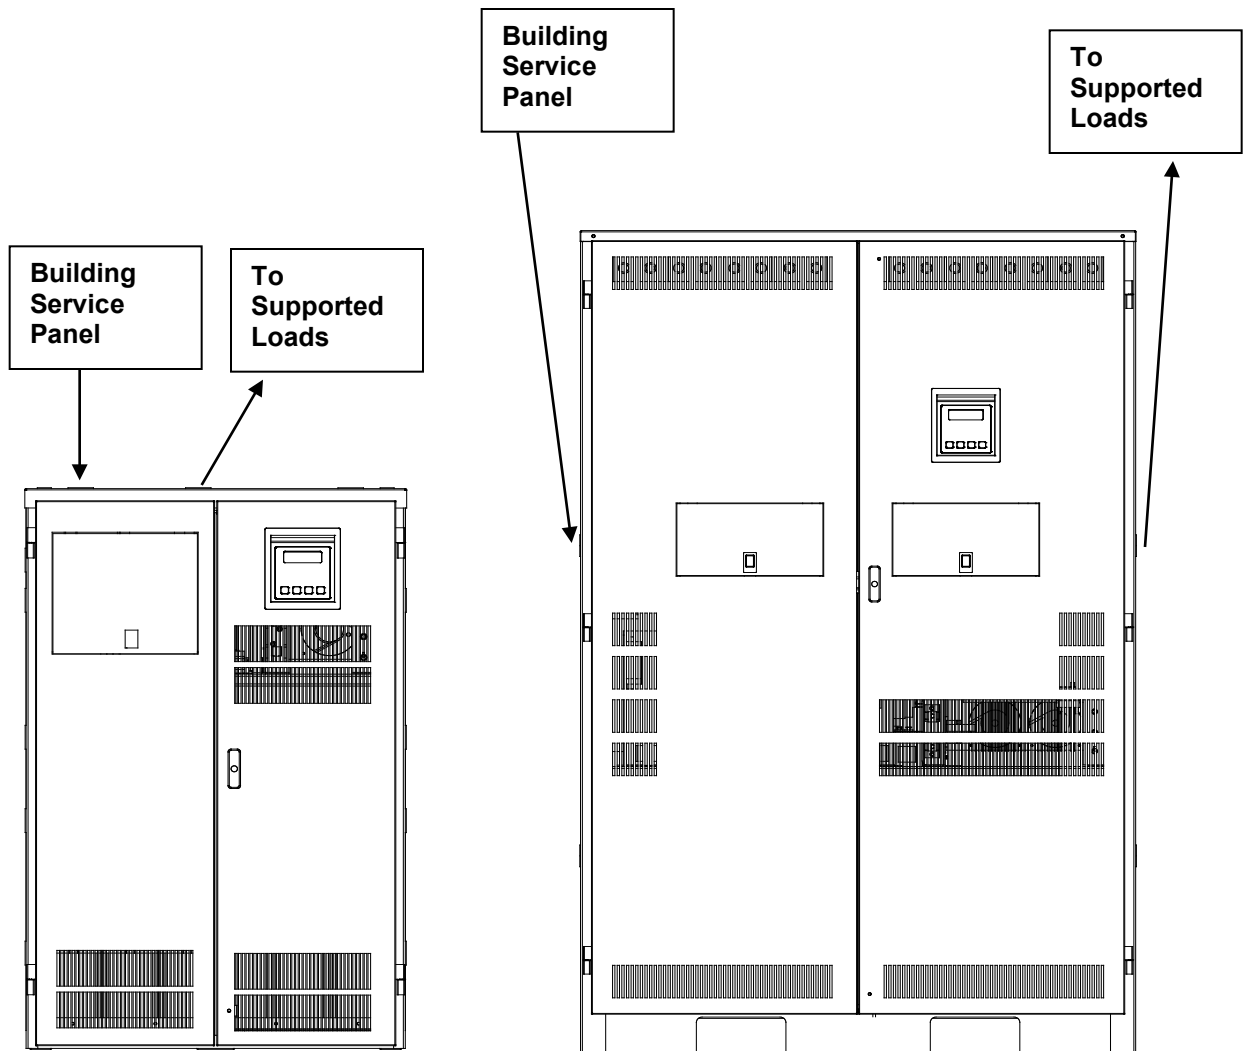 Building
Service
Panel
To
Supported
Loads
Building
Service
Panel
To
Supported
Loads